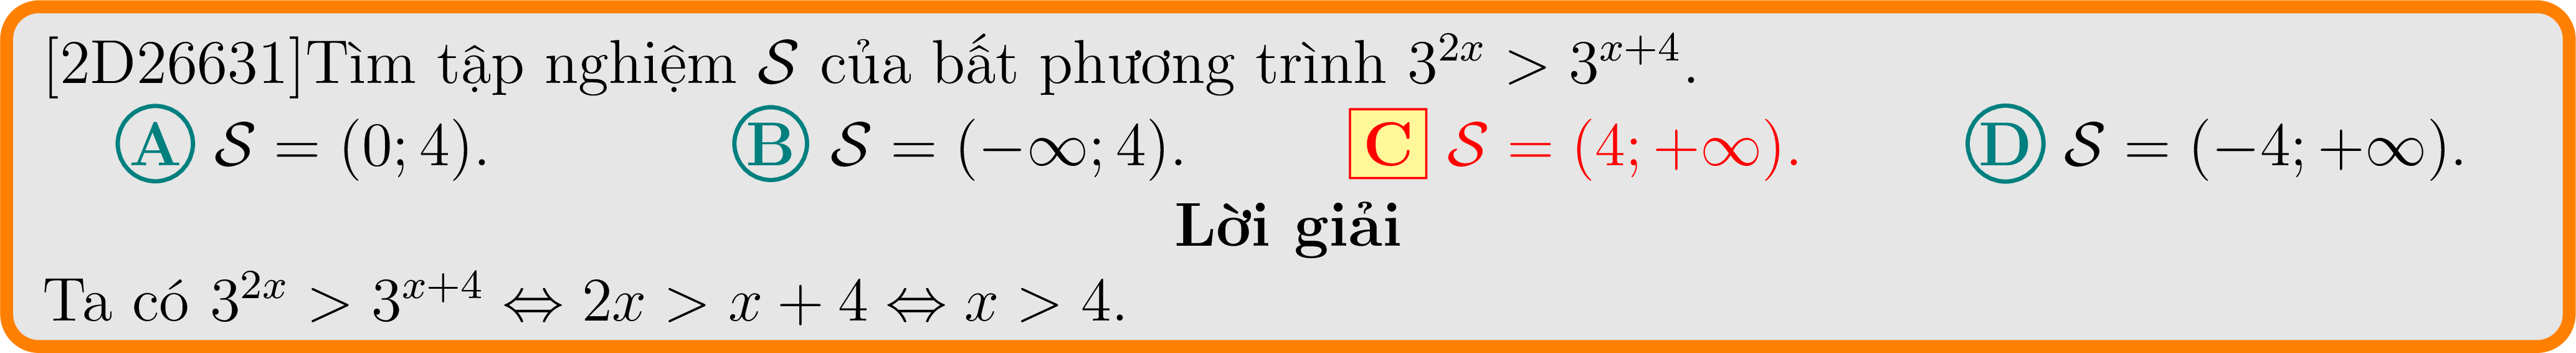 [2D26631]Tìm tập nghiệm $\mathcal{S}$ của bất phương trình $3^{2x} > 3^{x+4}$.
A $\mathcal{S} = (0; 4)$. B $\mathcal{S} = (-\infty; 4)$. C $\mathcal{S} = (4; +\infty)$. D $\mathcal{S} = (-4; +\infty)$.
Lời giải
Ta có $3^{2x} > 3^{x+4} \Leftrightarrow 2x > x + 4 \Leftrightarrow x > 4$.